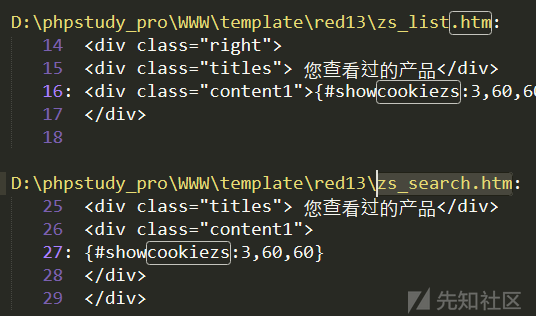 D:\phpstudy_pro\WWW\template\red13\zs_list.htm:
14 <div class="right">
15 <div class="titles"> 您查看过的产品</div>
16: <div class="content1">{#showcookiezs:3,60,60
17 </div>
18
D:\phpstudy_pro\WWW\template\red13\zs_search.htm:
25 <div class="titles"> 您查看过的产品</div>
26 <div class="content1">
27: {#showcookiezs:3,60,60}
28 </div>
29 </div>
先知社区